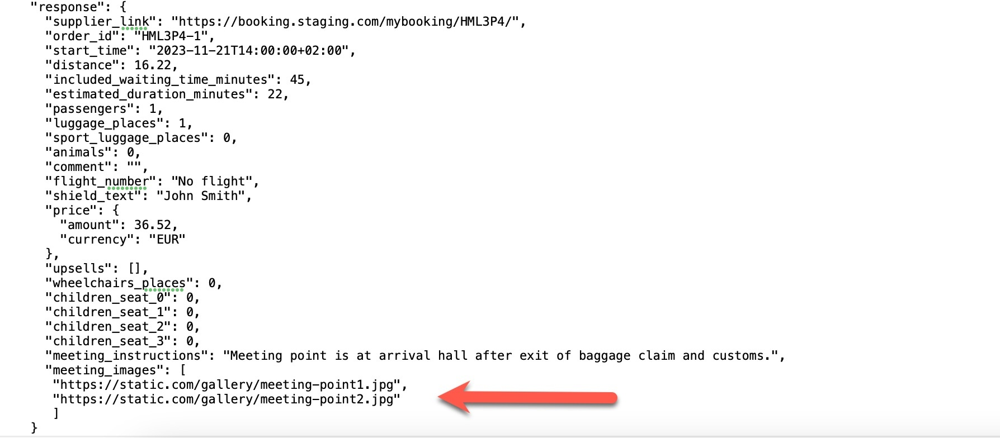 "response": {
"supplier_link": "https://booking.staging.com/mybooking/HML3P4/",
"order_id": "HML3P4-1",
"start_time": "2023-11-21T14:00:00+02:00",
"distance": 16.22,
"included_waiting_time_minutes": 45,
"estimated_duration_minutes": 22,
"passengers": 1,
"luggage_places": 1,
"sport_luggage_places": 0,
"animals": 0,
"comment": "",
"flight_number": "No flight",
"shield_text": "John Smith",
"price": {
"amount": 36.52,
"currency": "EUR"
},
"upsells": [],
"wheelchairs_places": 0,
"children_seat_0": 0,
"children_seat_1": 0,
"children_seat_2": 0,
"children_seat_3": 0,
"meeting_instructions": "Meeting point is at arrival hall after exit of baggage claim and customs.",
"meeting_images": [
"https://static.com/gallery/meeting-point1.jpg",
"https://static.com/gallery/meeting-point2.jpg"
]
}